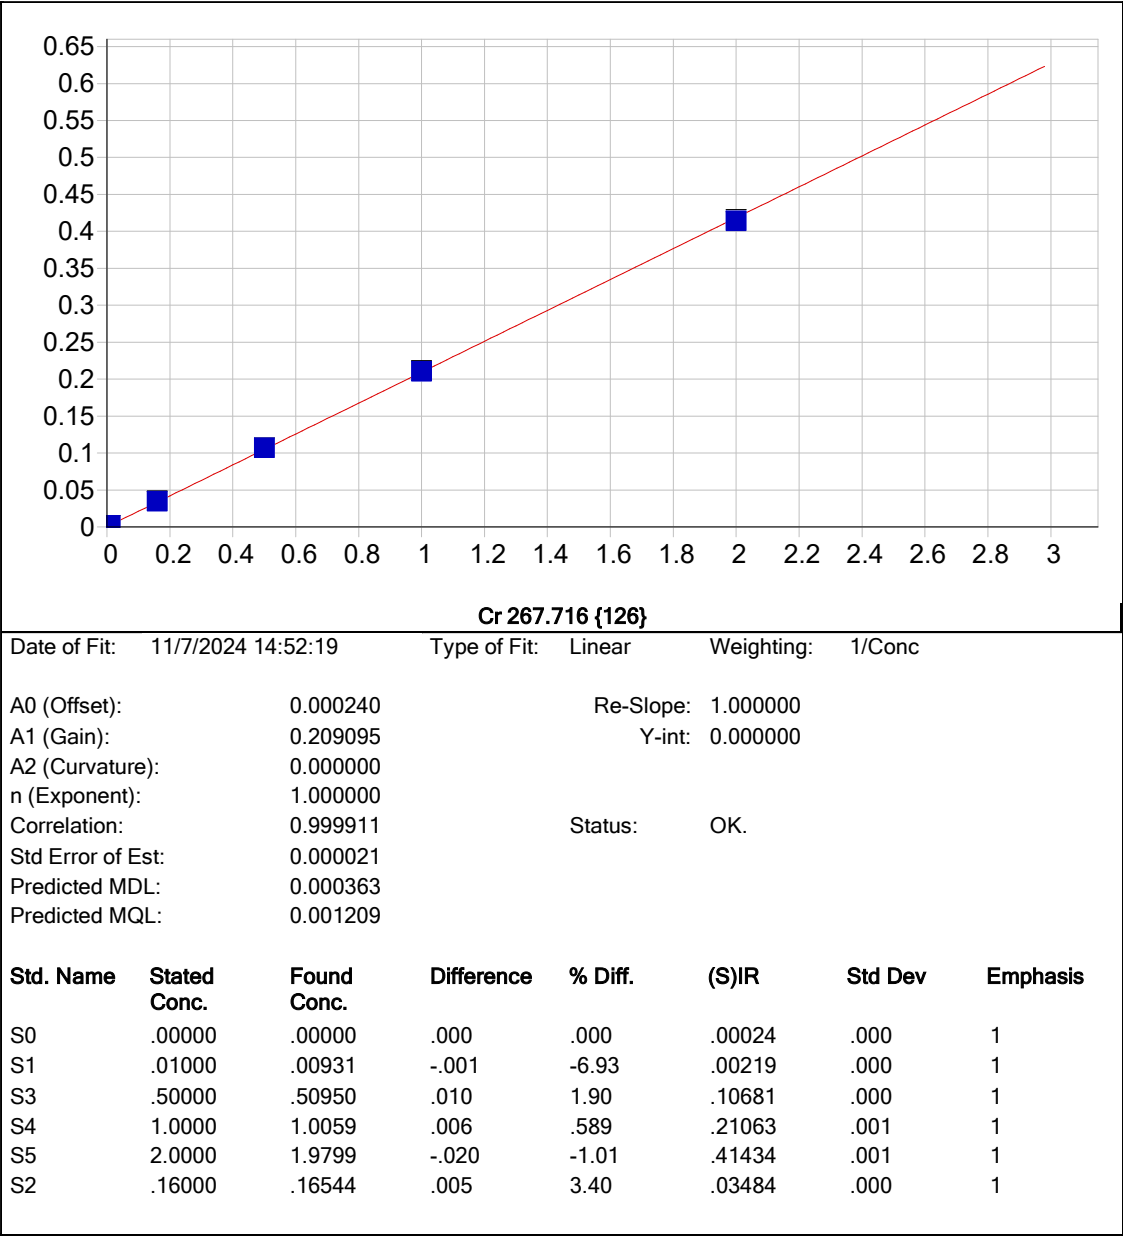 0.65
0.6
0.55
0.5
0.45
0.4
0.35
0.3
0.25
0.2
0.15
0.1
0.05
0
0 0.2 0.4 0.6 0.8 1 1.2 1.4 1.6 1.8 2 2.2 2.4 2.6 2.8 3
Cr 267.716 {126}
Date of Fit: 11/7/2024 14:52:19 Type of Fit: Linear Weighting: 1/Conc
A0 (Offset): 0.000240 Re-Slope: 1.000000
A1 (Gain): 0.209095 Y-int: 0.000000
A2 (Curvature): 0.000000
n (Exponent): 1.000000
Correlation: 0.999911 Status: OK.
Std Error of Est: 0.000021
Predicted MDL: 0.000363
Predicted MQL: 0.001209
Std. Name Stated Found Difference % Diff. (S)IR Std Dev Emphasis
Conc. Conc.
S0 .00000 .00000 .000 .000 .00024 .000 1
S1 .01000 .00931 -.001 -6.93 .00219 .000 1
S3 .50000 .50950 .010 1.90 .10681 .000 1
S4 1.0000 1.0059 .006 .589 .21063 .001 1
S5 2.0000 1.9799 -.020 -1.01 .41434 .001 1
S2 .16000 .16544 .005 3.40 .03484 .000 1